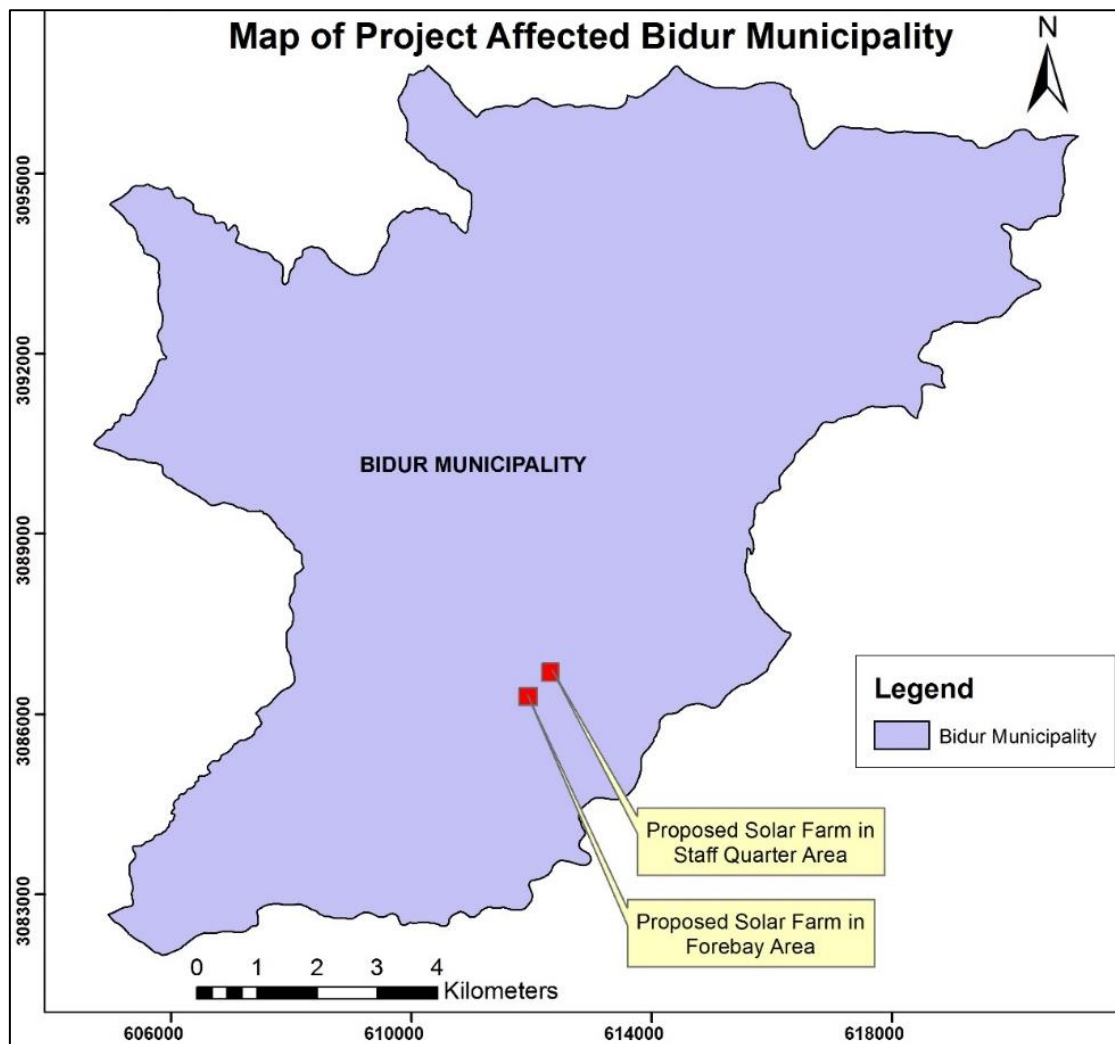 Map of Project Affected Bidur Municipality
N
3095000
3092000
3089000
3086000
3083000
BIDUR MUNICIPALITY
Legend
Bidur Municipality
Proposed Solar Farm in
Staff Quarter Area
Proposed Solar Farm in
Forebay Area
0 1 2 3 4
Kilometers
606000 610000 614000 618000